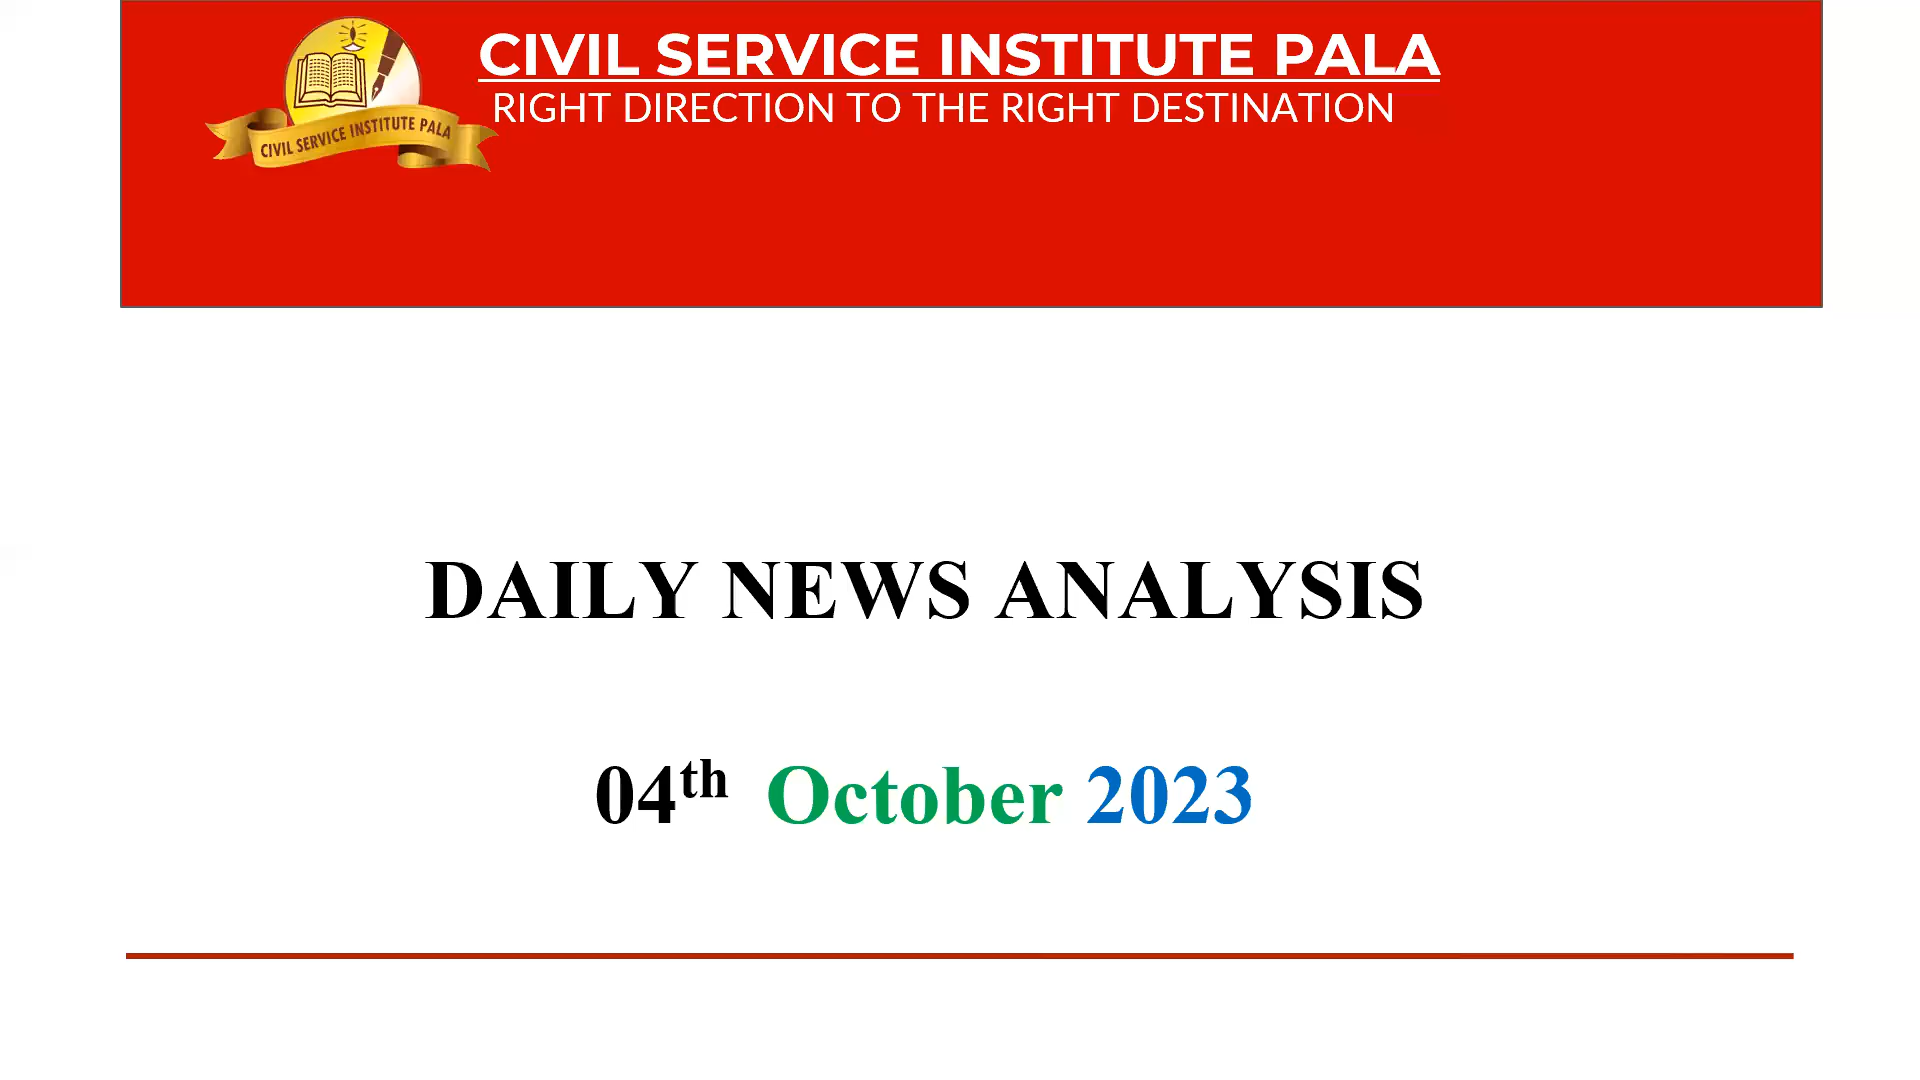 CIVIL SERVICE INSTITUTE PALA
RIGHT DIRECTION TO THE RIGHT DESTINATION
CIVIL SERVICE INSTITUTE PALA
DAILY NEWS ANALYSIS
04th October 2023